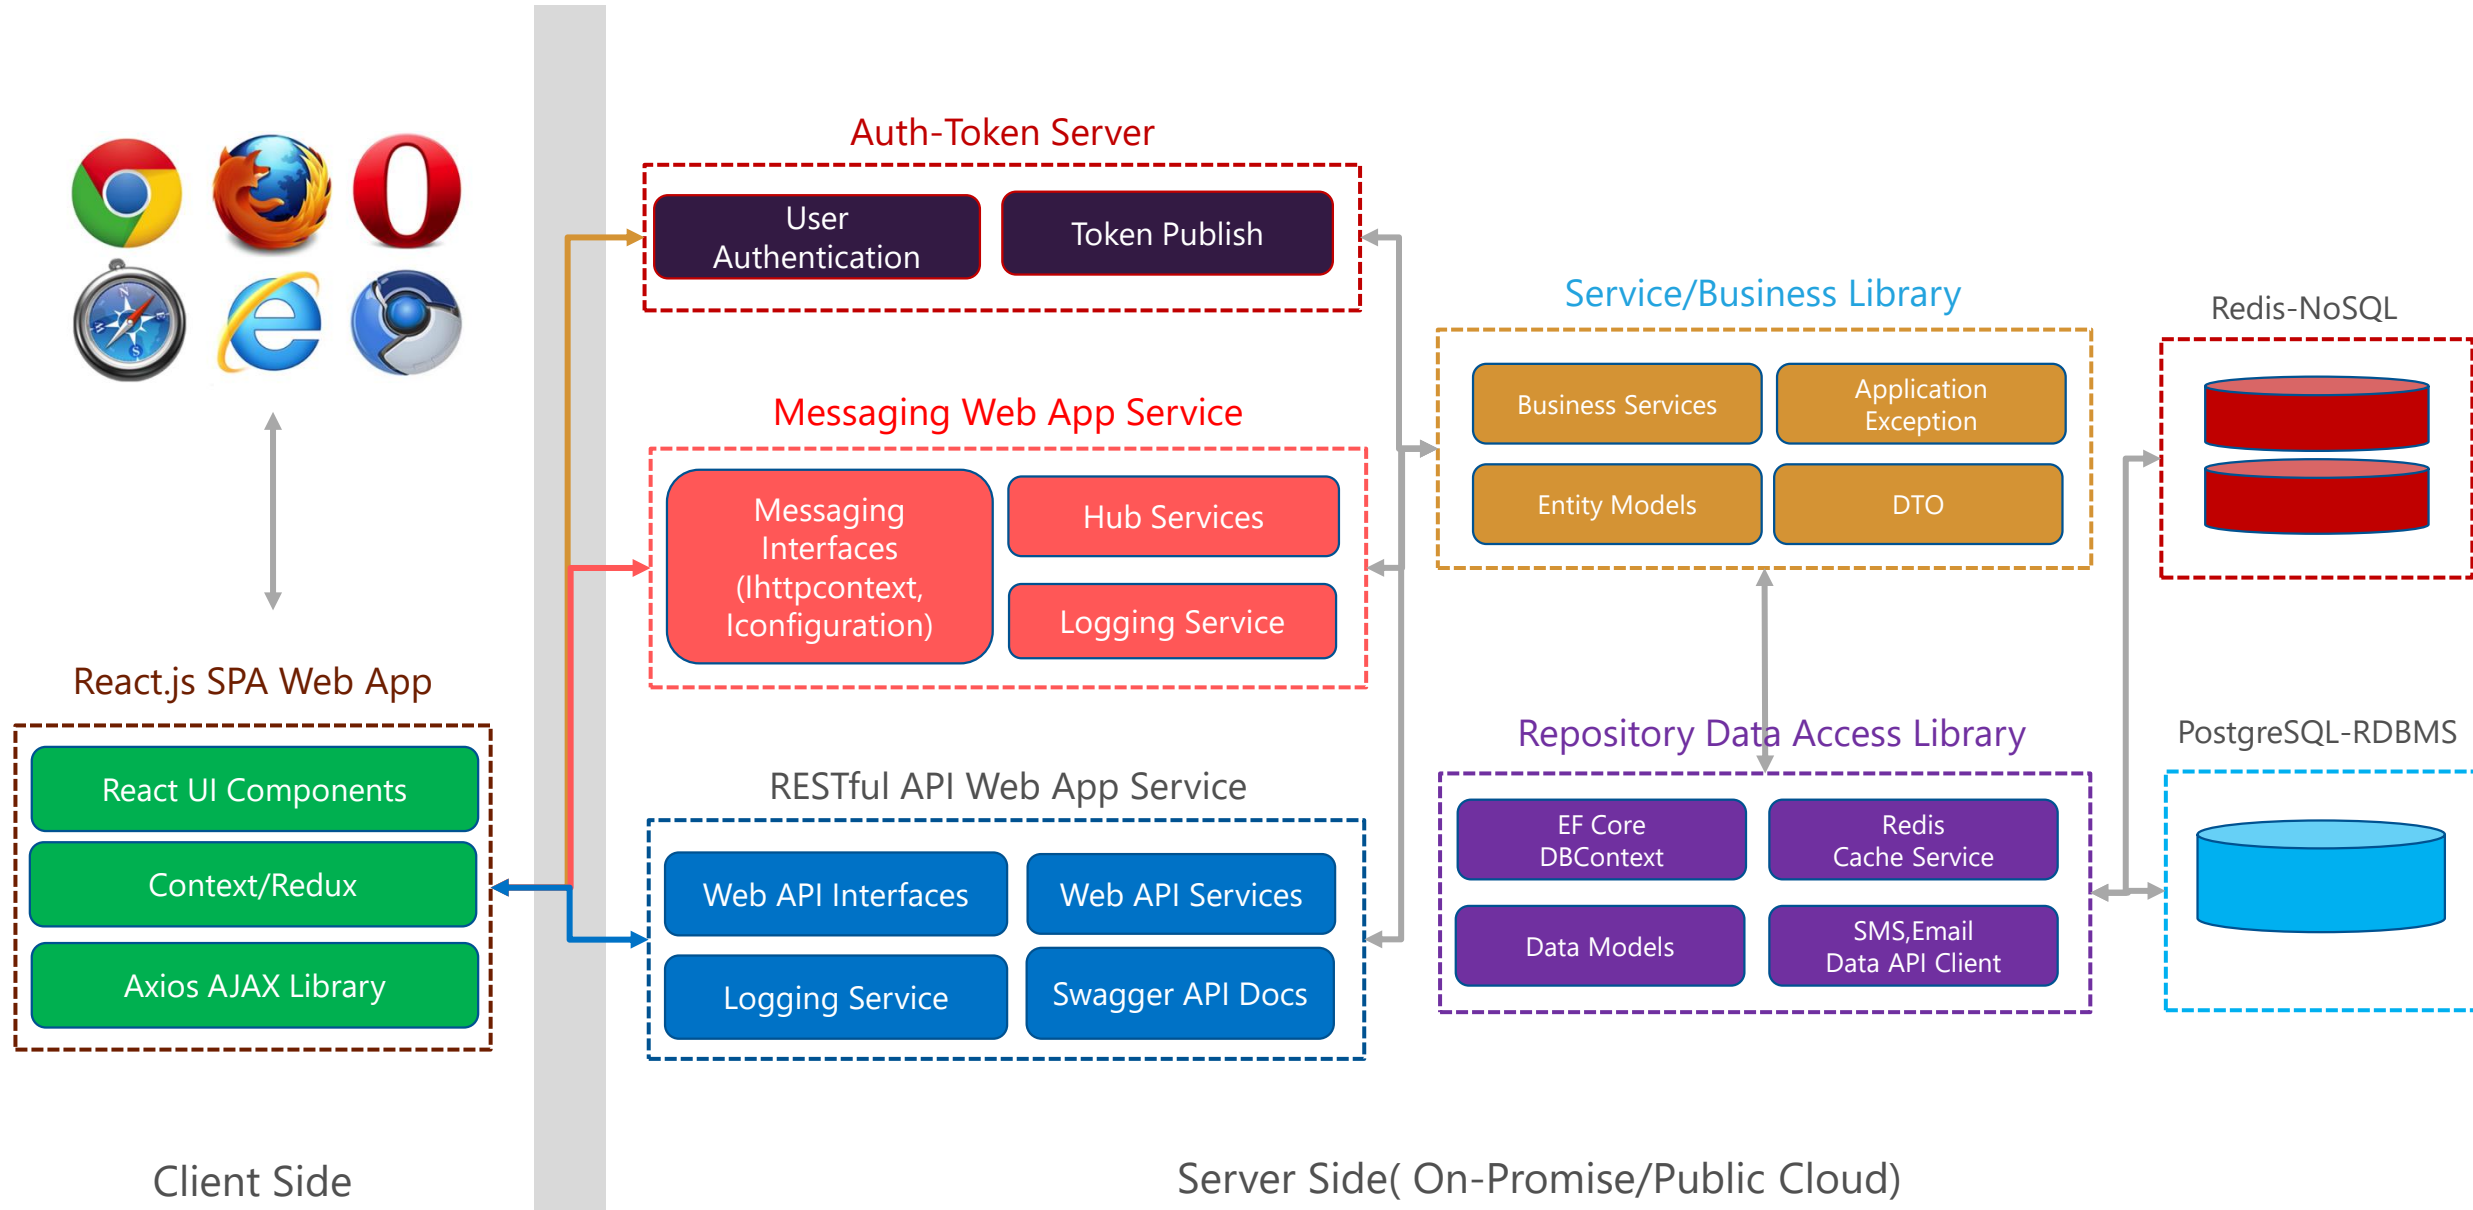 Auth-Token Server
User
Authentication
Token Publish
Messaging Web App Service
Messaging
Interfaces
(Ihttpcontext,
Iconfiguration)
Hub Services
Logging Service
React.js SPA Web App
React UI Components
Context/Redux
Axios AJAX Library
RESTful API Web App Service
Web API Interfaces
Web API Services
Logging Service
Swagger API Docs
Service/Business Library
Business Services
Application
Exception
Entity Models
DTO
Repository Data Access Library
EF Core
DBContext
Redis
Cache Service
Data Models
SMS,Email
Data API Client
Redis-NoSQL
PostgreSQL-RDBMS
Client Side
Server Side( On-Promise/Public Cloud)